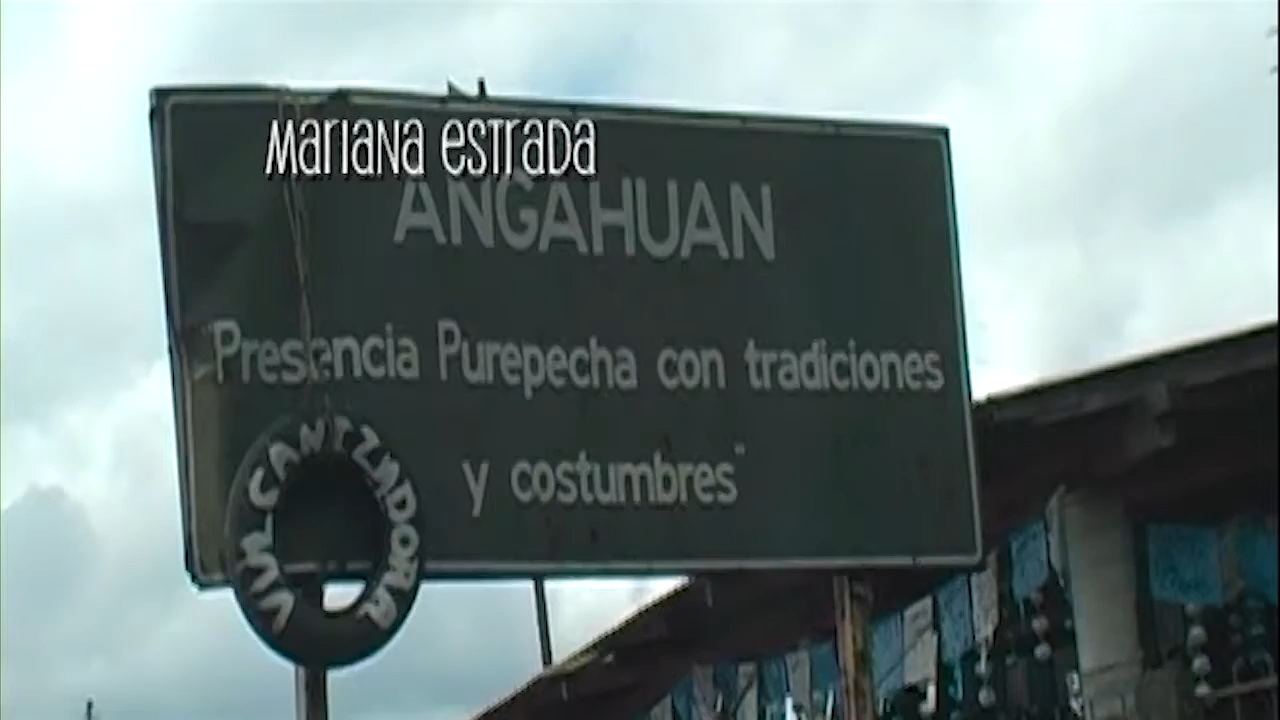 Mariana Estrada
ANGAHUAN
Presencia Purepecha con tradiciones
y costumbres"
VULCANIZADORA